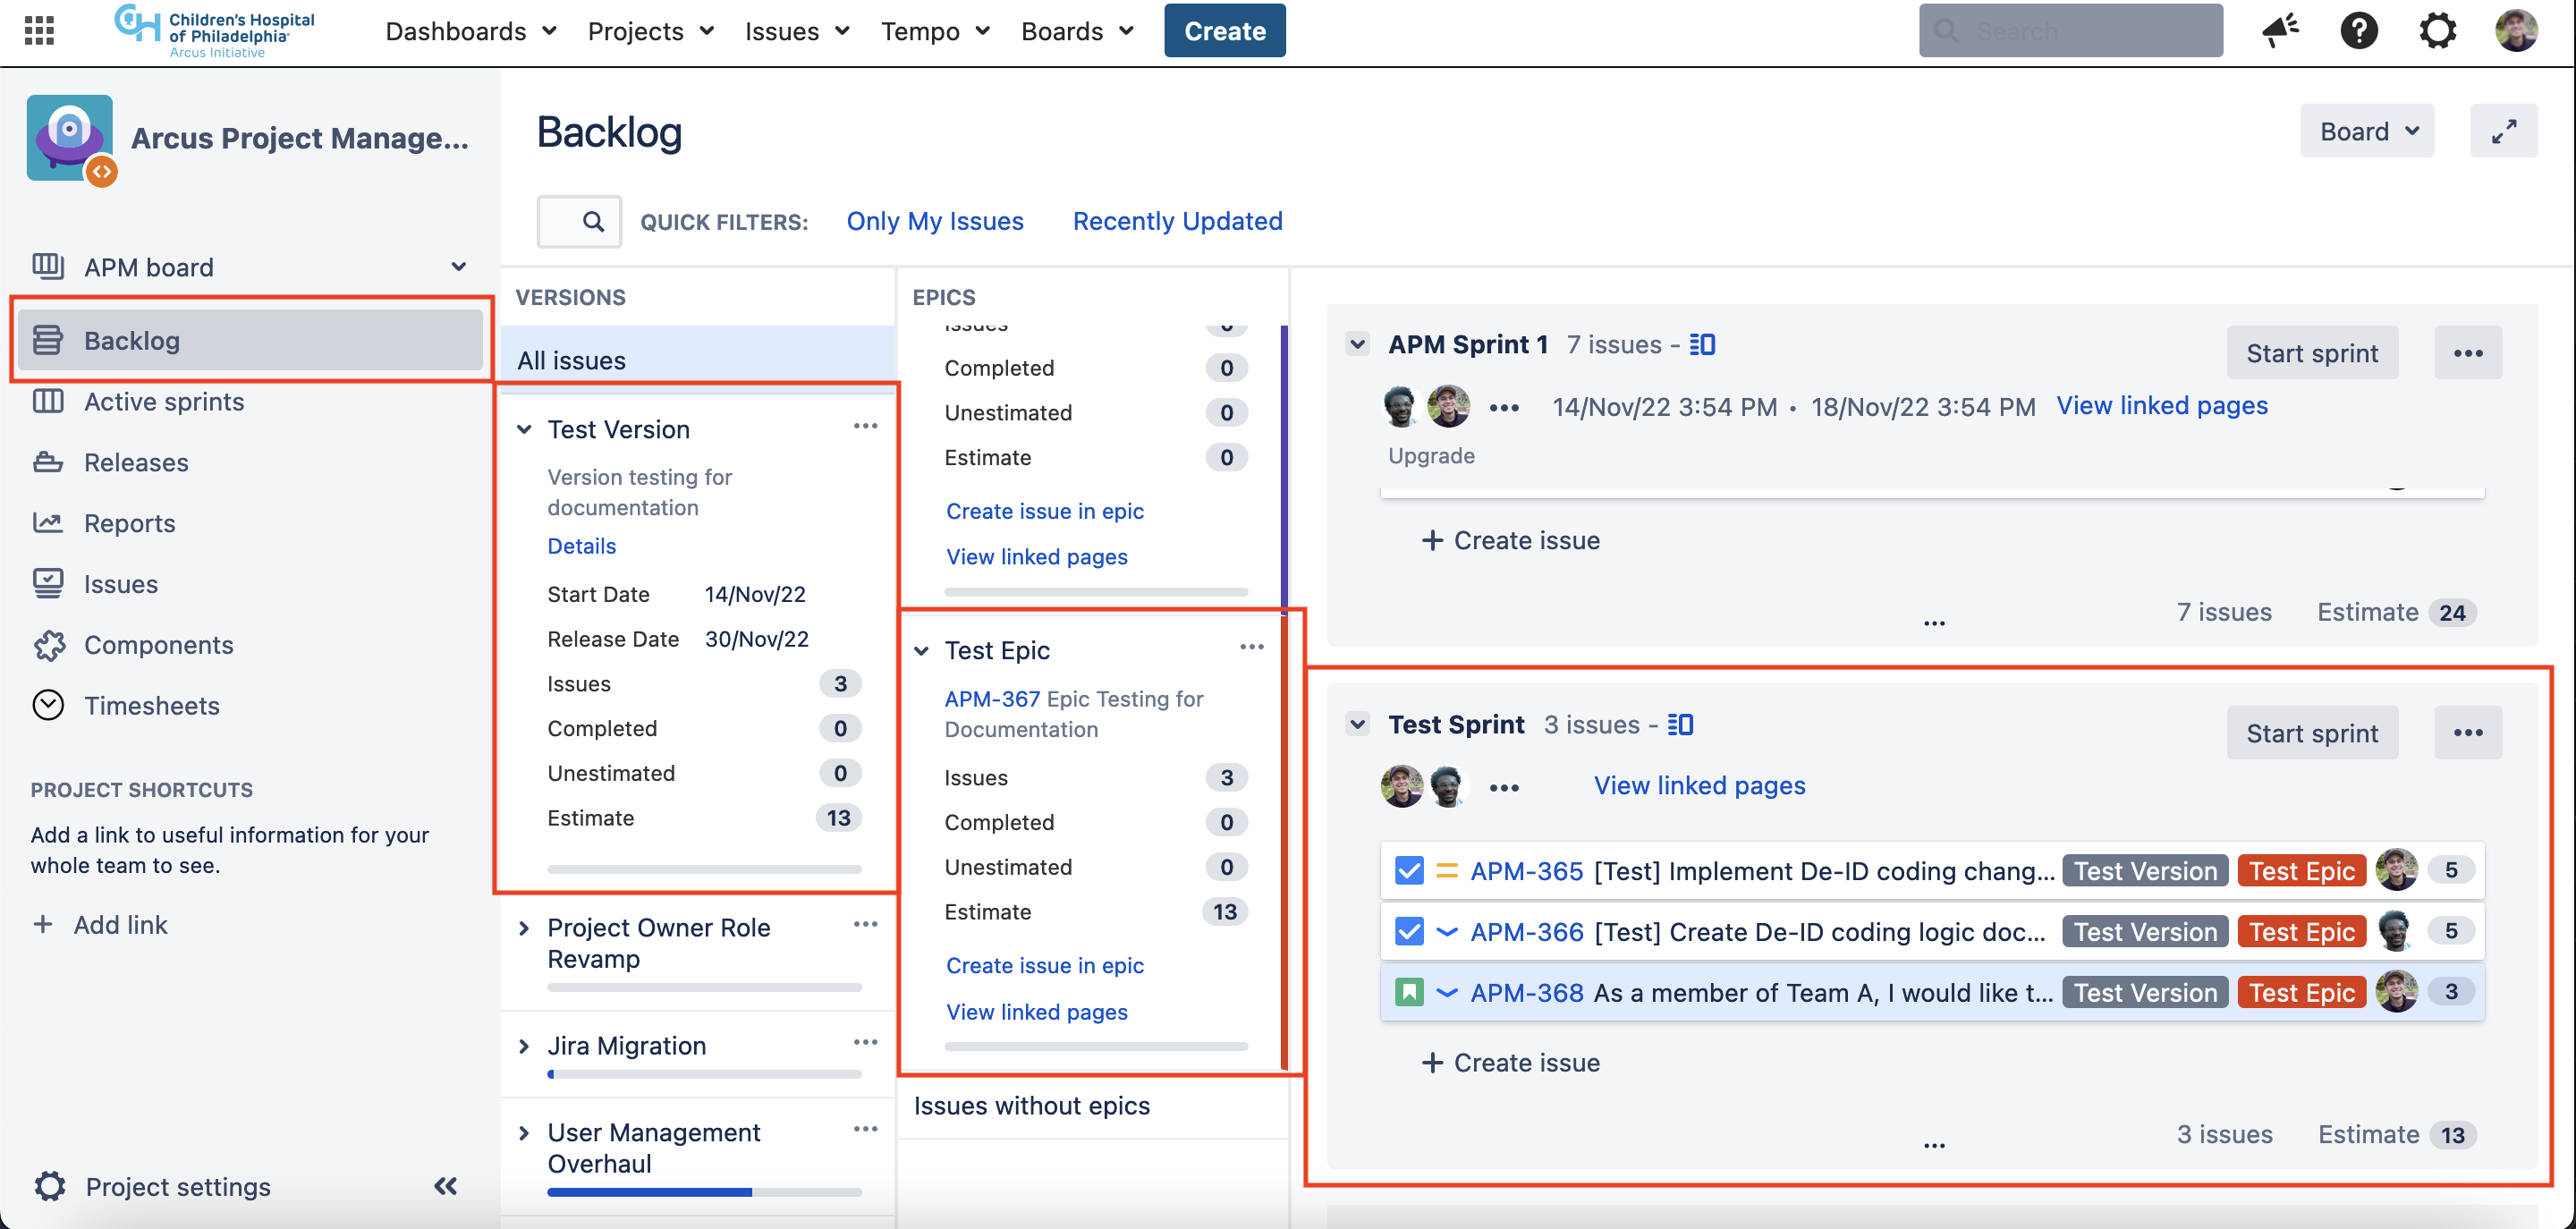 Children's Hospital
of Philadelphia
Arcus Initiative
Dashboards
Projects
Issues
Tempo
Boards
Create
Search
Arcus Project Manage...
APM board
Backlog
Active sprints
Releases
Reports
Issues
Components
Timesheets
PROJECT SHORTCUTS
Add a link to useful information for your
whole team to see.
+ Add link
Project settings
Backlog
Board
QUICK FILTERS:
Only My Issues
Recently Updated
VERSIONS
All issues
Test Version
Version testing for
documentation
Details
Start Date 14/Nov/22
Release Date 30/Nov/22
Issues 3
Completed 0
Unestimated 0
Estimate 13
Project Owner Role
Revamp
Jira Migration
User Management
Overhaul
EPICS
Issues 0
Completed 0
Unestimated 0
Estimate 0
Create issue in epic
View linked pages
Test Epic
APM-367 Epic Testing for
Documentation
Issues 3
Completed 0
Unestimated 0
Estimate 13
Create issue in epic
View linked pages
Issues without epics
APM Sprint 1 7 issues -
Start sprint
14/Nov/22 3:54 PM • 18/Nov/22 3:54 PM View linked pages
Upgrade
+ Create issue
... 7 issues Estimate 24
Test Sprint 3 issues -
Start sprint
View linked pages
APM-365 [Test] Implement De-ID coding chang... Test Version Test Epic 5
APM-366 [Test] Create De-ID coding logic doc... Test Version Test Epic 5
APM-368 As a member of Team A, I would like t... Test Version Test Epic 3
+ Create issue
... 3 issues Estimate 13